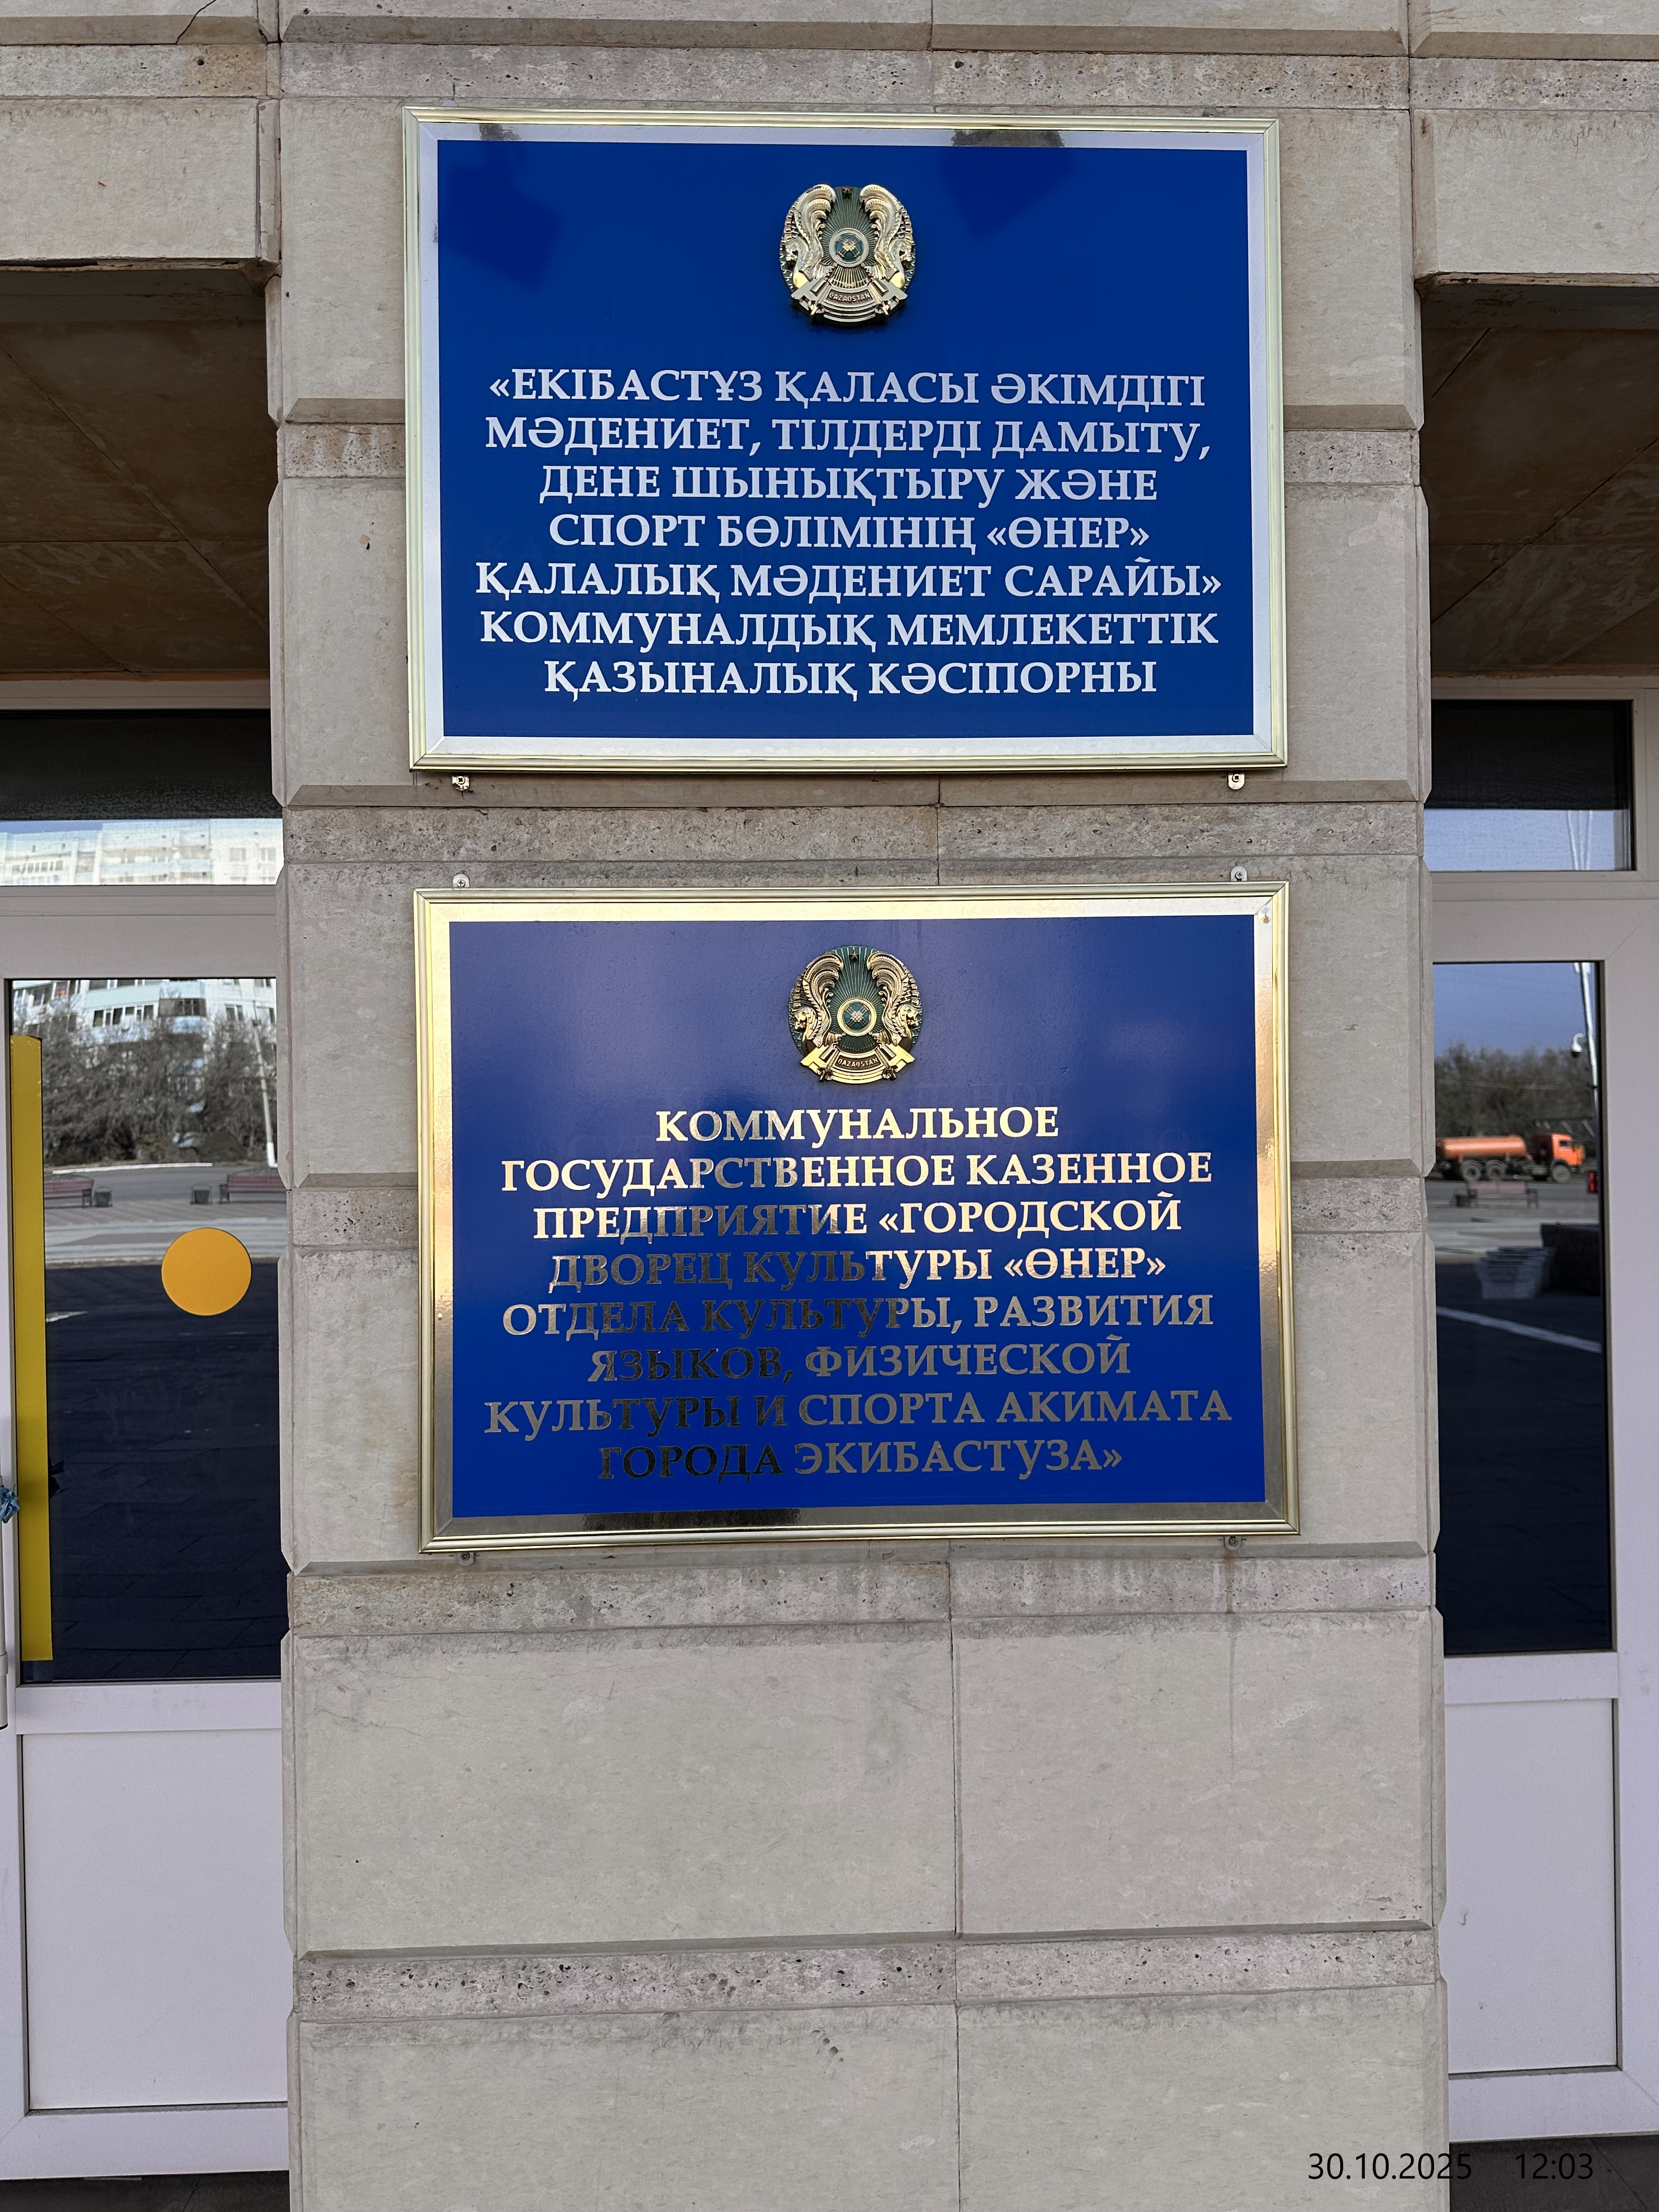 QAZAQSTAN
«ЕКІБАСТҰЗ ҚАЛАСЫ ӘКІМДІГІ
МӘДЕНИЕТ, ТІЛДЕРДІ ДАМЫТУ,
ДЕНЕ ШЫНЫҚТЫРУ ЖӘНЕ
СПОРТ БӨЛІМІНІҢ «ӨНЕР»
ҚАЛАЛЫҚ МӘДЕНИЕТ САРАЙЫ»
КОММУНАЛДЫҚ МЕМЛЕКЕТТІК
ҚАЗЫНАЛЫҚ КӘСІПОРНЫ
QAZAQSTAN
КОММУНАЛЬНОЕ
ГОСУДАРСТВЕННОЕ КАЗЕННОЕ
ПРЕДПРИЯТИЕ «ГОРОДСКОЙ
ДВОРЕЦ КУЛЬТУРЫ «ӨНЕР»
ОТДЕЛА КУЛЬТУРЫ, РАЗВИТИЯ
ЯЗЫКОВ, ФИЗИЧЕСКОЙ
КУЛЬТУРЫ И СПОРТА АКИМАТА
ГОРОДА ЭКИБАСТУЗА»
30.10.2025 12:03